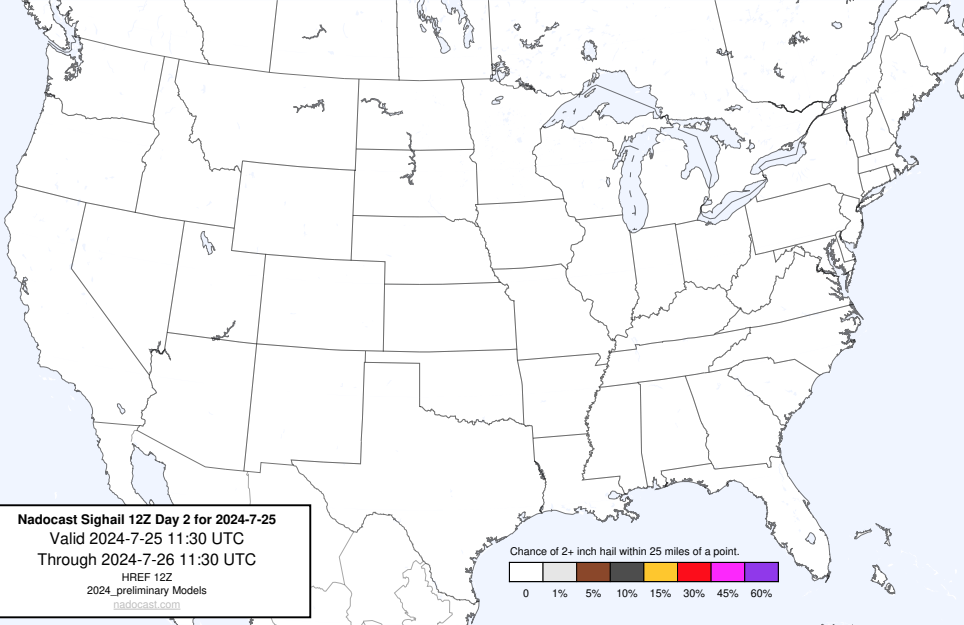 Nadocast Sighail 12Z Day 2 for 2024-7-25
Valid 2024-7-25 11:30 UTC
Through 2024-7-26 11:30 UTC
HREF 12Z
2024_preliminary Models
nadocast.com
Chance of 2+ inch hail within 25 miles of a point.
0 1% 5% 10% 15% 30% 45% 60%